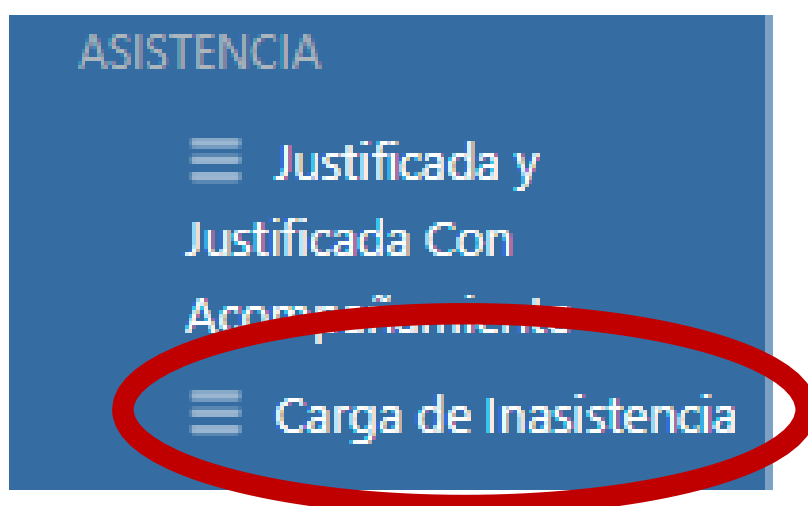 ASISTENCIA
Justificada y
Justificada Con
Acompañamiento
Carga de Inasistencia